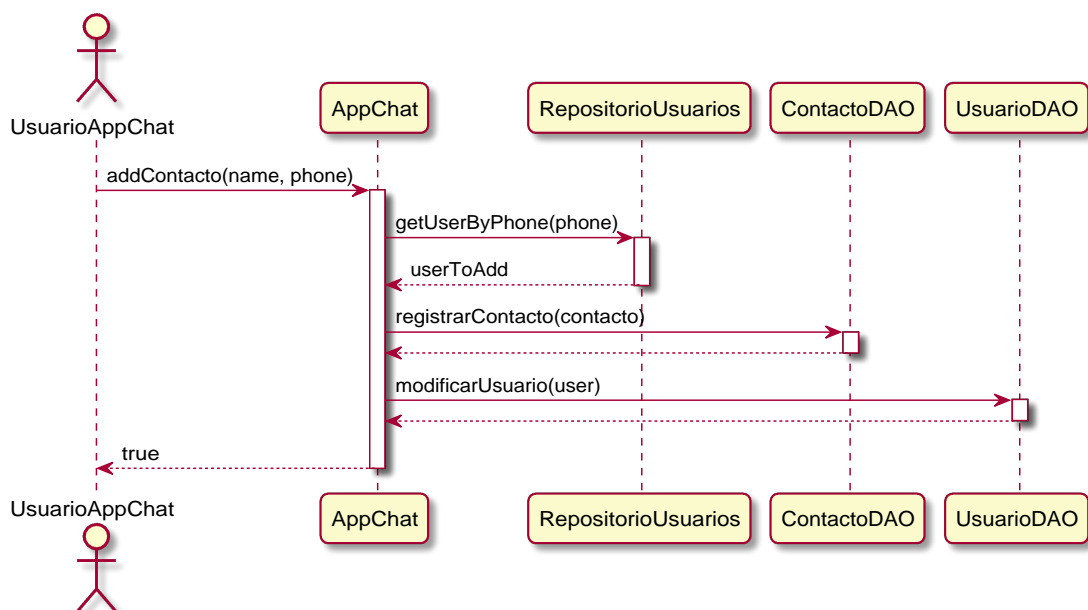 UsuarioAppChat
AppChat
RepositorioUsuarios
ContactoDAO
UsuarioDAO
addContacto(name, phone)
getUserByPhone(phone)
userToAdd
registrarContacto(contacto)
modificarUsuario(user)
true
UsuarioAppChat
AppChat
RepositorioUsuarios
ContactoDAO
UsuarioDAO